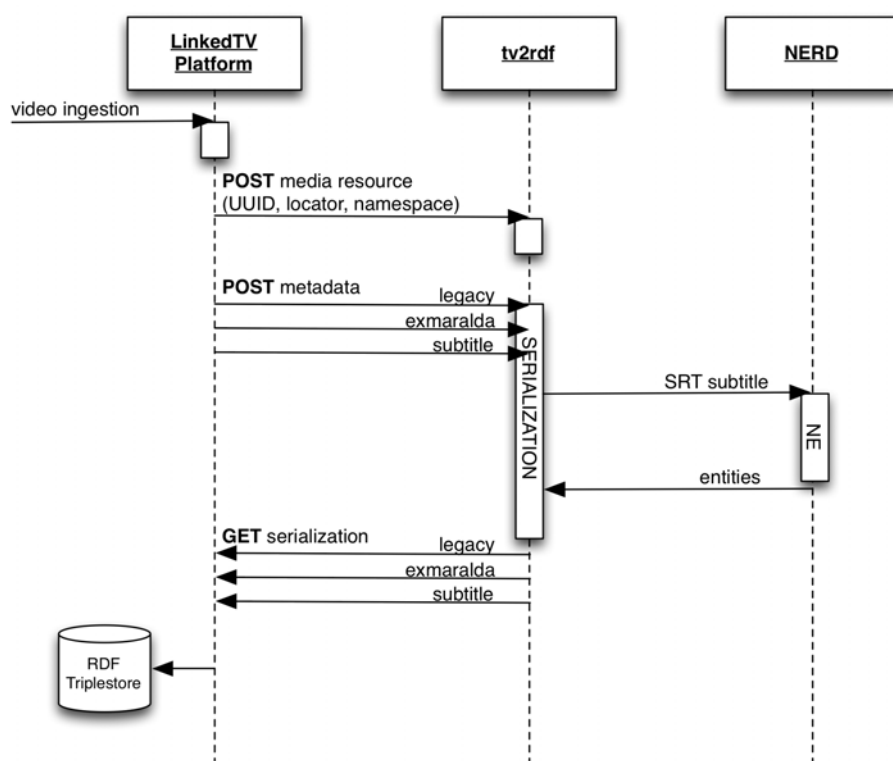 LinkedTV
Platform
tv2rdf
NERD
video ingestion
POST media resource
(UUID, locator, namespace)
POST metadata
legacy
exmaralda
subtitle
SERIALIZATION
SRT subtitle
NE
entities
GET serialization
legacy
exmaralda
subtitle
RDF
Triplestore